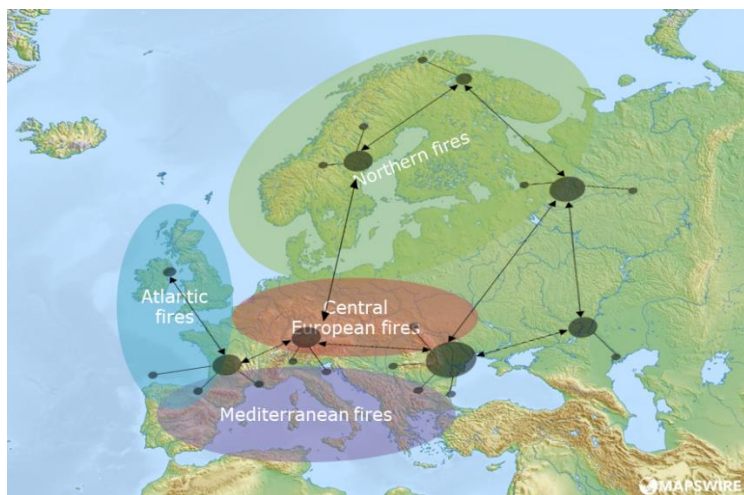 Northern fires
Atlantic
fires
Central
European fires
Mediterranean fires
MAPSWIRE